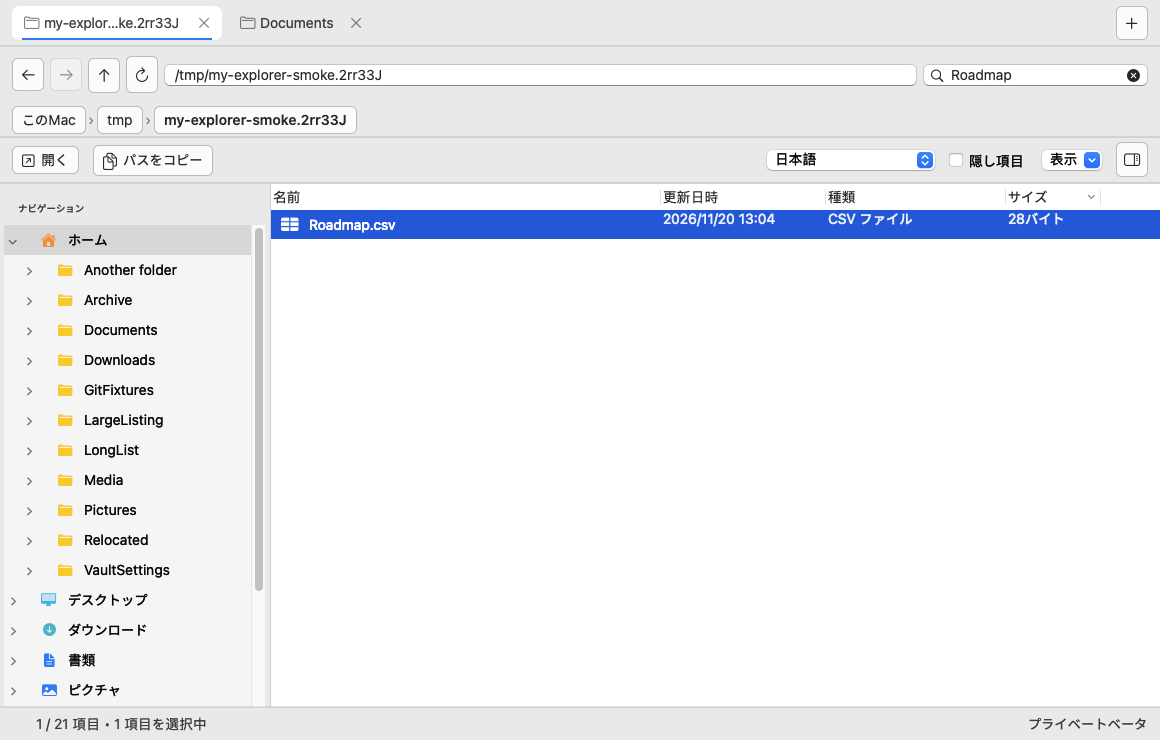 my-explor...ke.2rr33J
Documents
/tmp/my-explorer-smoke.2rr33J
Roadmap
このMac › tmp › my-explorer-smoke.2rr33J
開く
パスをコピー
日本語
隠し項目
表示
ナビゲーション
ホーム
Another folder
Archive
Documents
Downloads
GitFixtures
LargeListing
LongList
Media
Pictures
Relocated
VaultSettings
デスクトップ
ダウンロード
書類
ピクチャ
名前 更新日時 種類 サイズ
Roadmap.csv 2026/11/20 13:04 CSV ファイル 28バイト
1 / 21 項目・1 項目を選択中
プライベートベータ